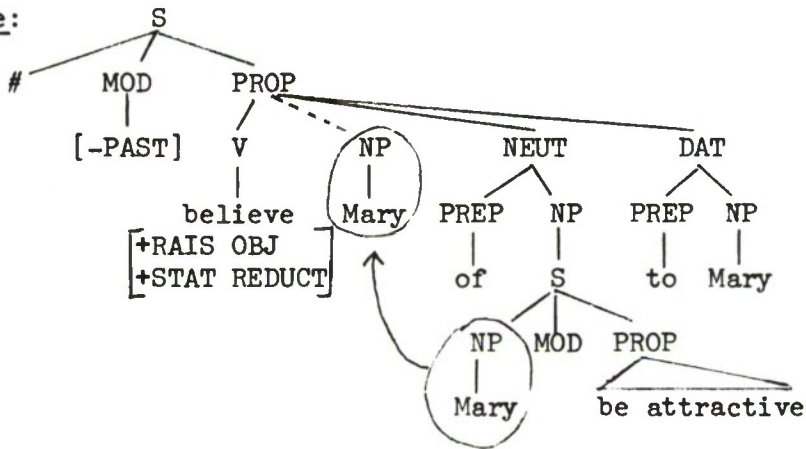 e:
S
# MOD PROP
[-PAST] V NP NEUT DAT
believe Mary PREP NP PREP NP
[+RAIS OBJ
+STAT REDUCT] of S to Mary
NP MOD PROP
Mary be attractive